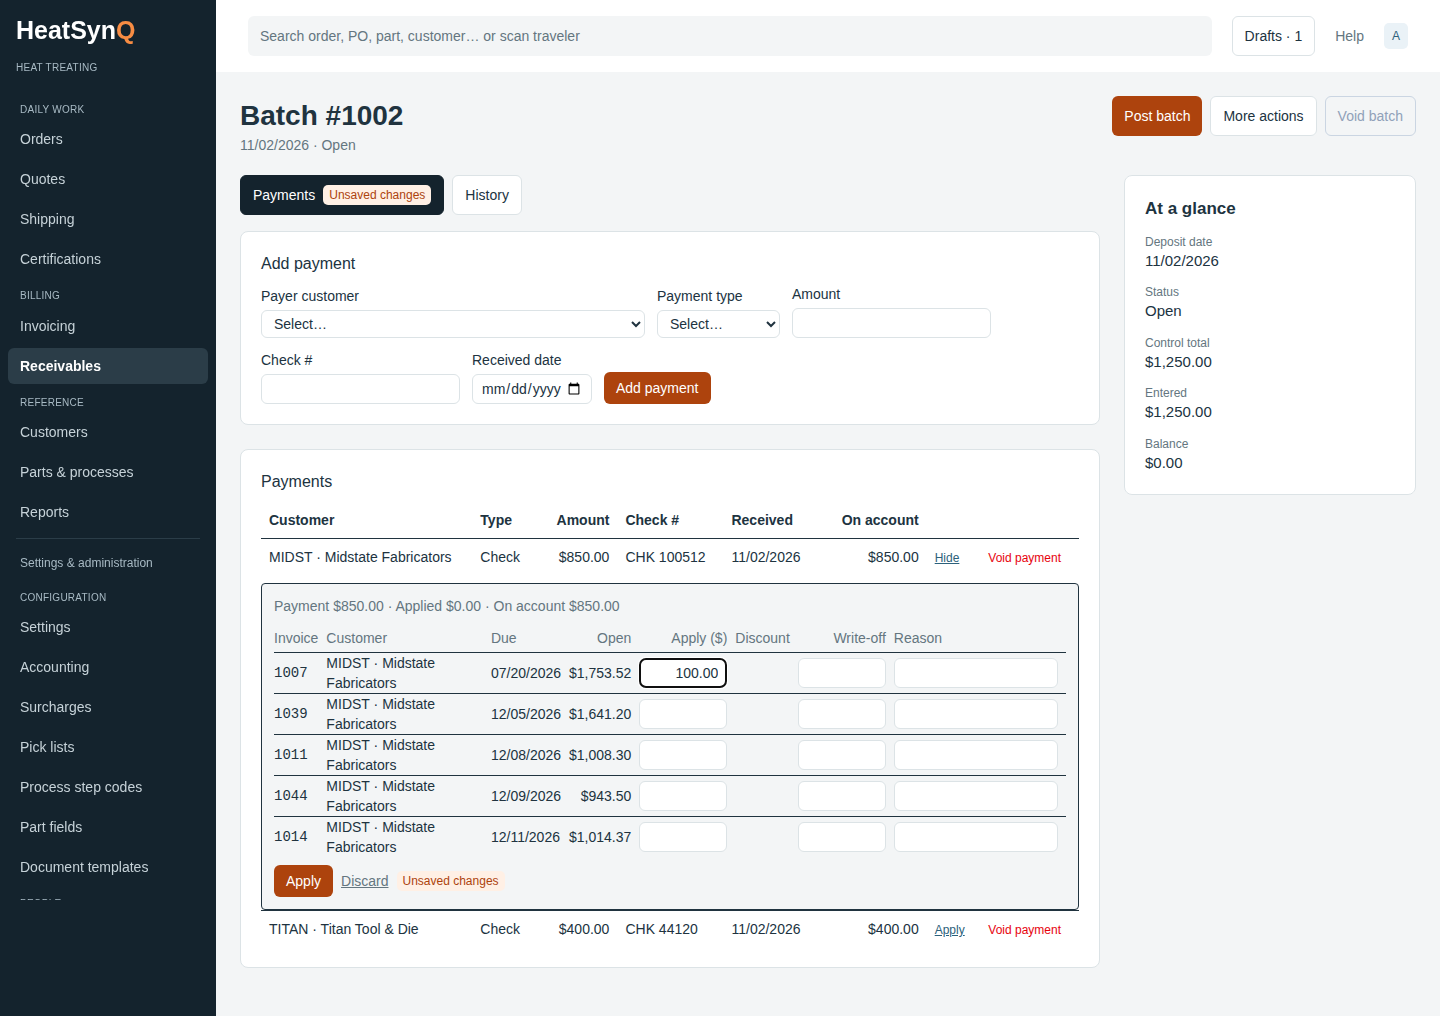 HeatSynQ
HEAT TREATING
DAILY WORK
Orders
Quotes
Shipping
Certifications
BILLING
Invoicing
Receivables
REFERENCE
Customers
Parts & processes
Reports
Settings & administration
CONFIGURATION
Settings
Accounting
Surcharges
Pick lists
Process step codes
Part fields
Document templates
Search order, PO, part, customer… or scan traveler
Drafts · 1
Help
A
Batch #1002
11/02/2026 · Open
Post batch
More actions
Void batch
Payments Unsaved changes
History
Add payment
Payer customer Payment type Amount
Select… Select…
Check # Received date
mm/dd/yyyy Add payment
Payments
Customer Type Amount Check # Received On account
MIDST · Midstate Fabricators Check $850.00 CHK 100512 11/02/2026 $850.00 Hide Void payment
Payment $850.00 · Applied $0.00 · On account $850.00
Invoice Customer Due Open Apply ($) Discount Write-off Reason
1007 MIDST · Midstate Fabricators 07/20/2026 $1,753.52 100.00
1039 MIDST · Midstate Fabricators 12/05/2026 $1,641.20
1011 MIDST · Midstate Fabricators 12/08/2026 $1,008.30
1044 MIDST · Midstate Fabricators 12/09/2026 $943.50
1014 MIDST · Midstate Fabricators 12/11/2026 $1,014.37
Apply Discard Unsaved changes
TITAN · Titan Tool & Die Check $400.00 CHK 44120 11/02/2026 $400.00 Apply Void payment
At a glance
Deposit date
11/02/2026
Status
Open
Control total
$1,250.00
Entered
$1,250.00
Balance
$0.00